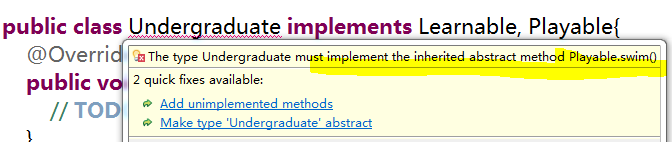 public class Undergraduate implements Learnable, Playable{
@Overrid
The type Undergraduate must implement the inherited abstract method Playable.swim()
public vo
2 quick fixes available:
// TOD
Add unimplemented methods
Make type 'Undergraduate' abstract
}